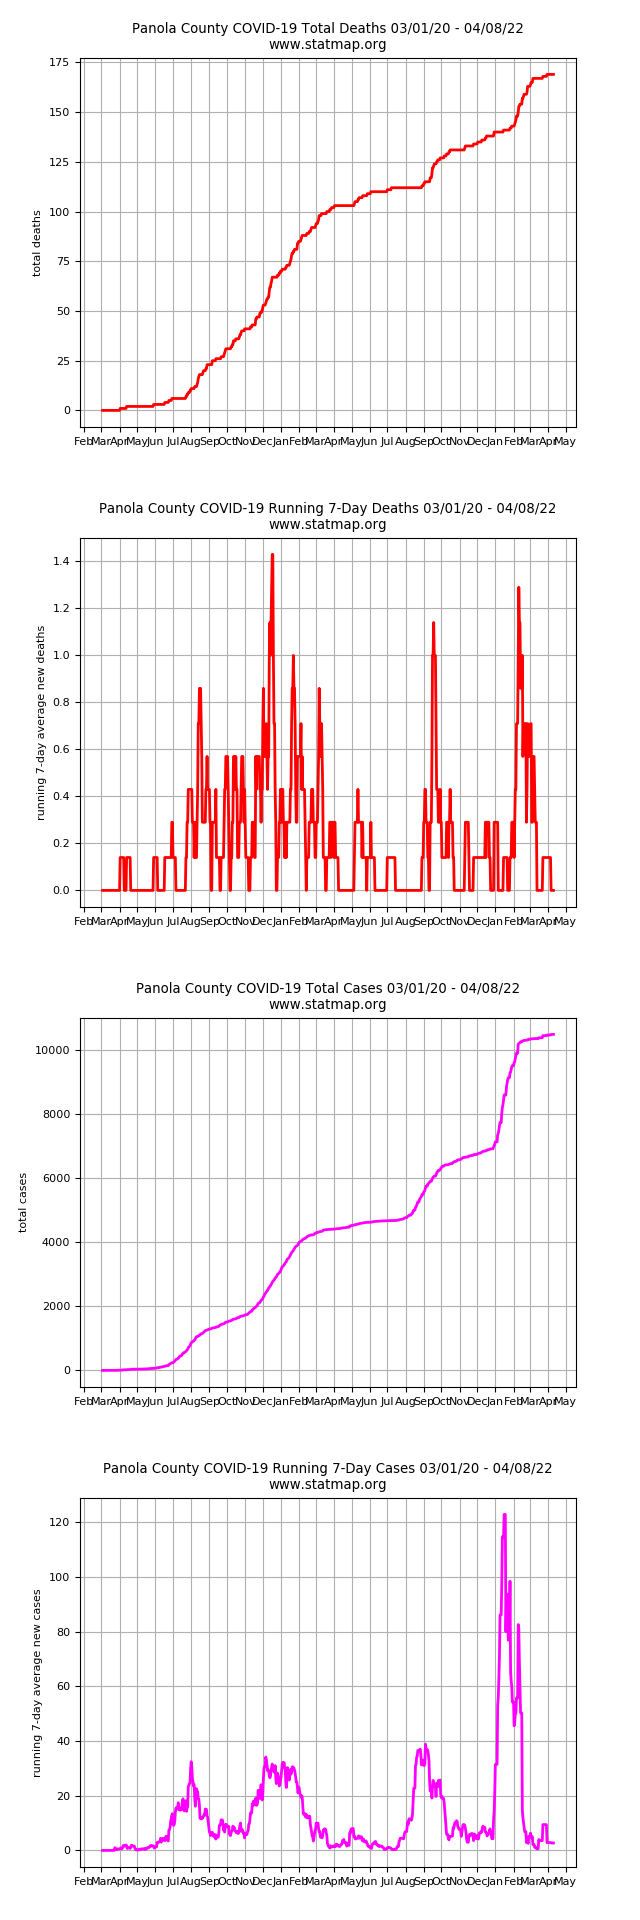 Panola County COVID-19 Total Deaths 03/01/20 - 04/08/22
www.statmap.org
175
150
125
100
75
50
25
0
total deaths
Feb Mar Apr May Jun Jul Aug Sep Oct Nov Dec Jan Feb Mar Apr May Jun Jul Aug Sep Oct Nov Dec Jan Feb Mar Apr May
Panola County COVID-19 Running 7-Day Deaths 03/01/20 - 04/08/22
www.statmap.org
1.4
1.2
1.0
0.8
0.6
0.4
0.2
0.0
running 7-day average new deaths
Feb Mar Apr May Jun Jul Aug Sep Oct Nov Dec Jan Feb Mar Apr May Jun Jul Aug Sep Oct Nov Dec Jan Feb Mar Apr May
Panola County COVID-19 Total Cases 03/01/20 - 04/08/22
www.statmap.org
10000
8000
6000
4000
2000
0
total cases
Feb Mar Apr May Jun Jul Aug Sep Oct Nov Dec Jan Feb Mar Apr May Jun Jul Aug Sep Oct Nov Dec Jan Feb Mar Apr May
Panola County COVID-19 Running 7-Day Cases 03/01/20 - 04/08/22
www.statmap.org
120
100
80
60
40
20
0
running 7-day average new cases
Feb Mar Apr May Jun Jul Aug Sep Oct Nov Dec Jan Feb Mar Apr May Jun Jul Aug Sep Oct Nov Dec Jan Feb Mar Apr May